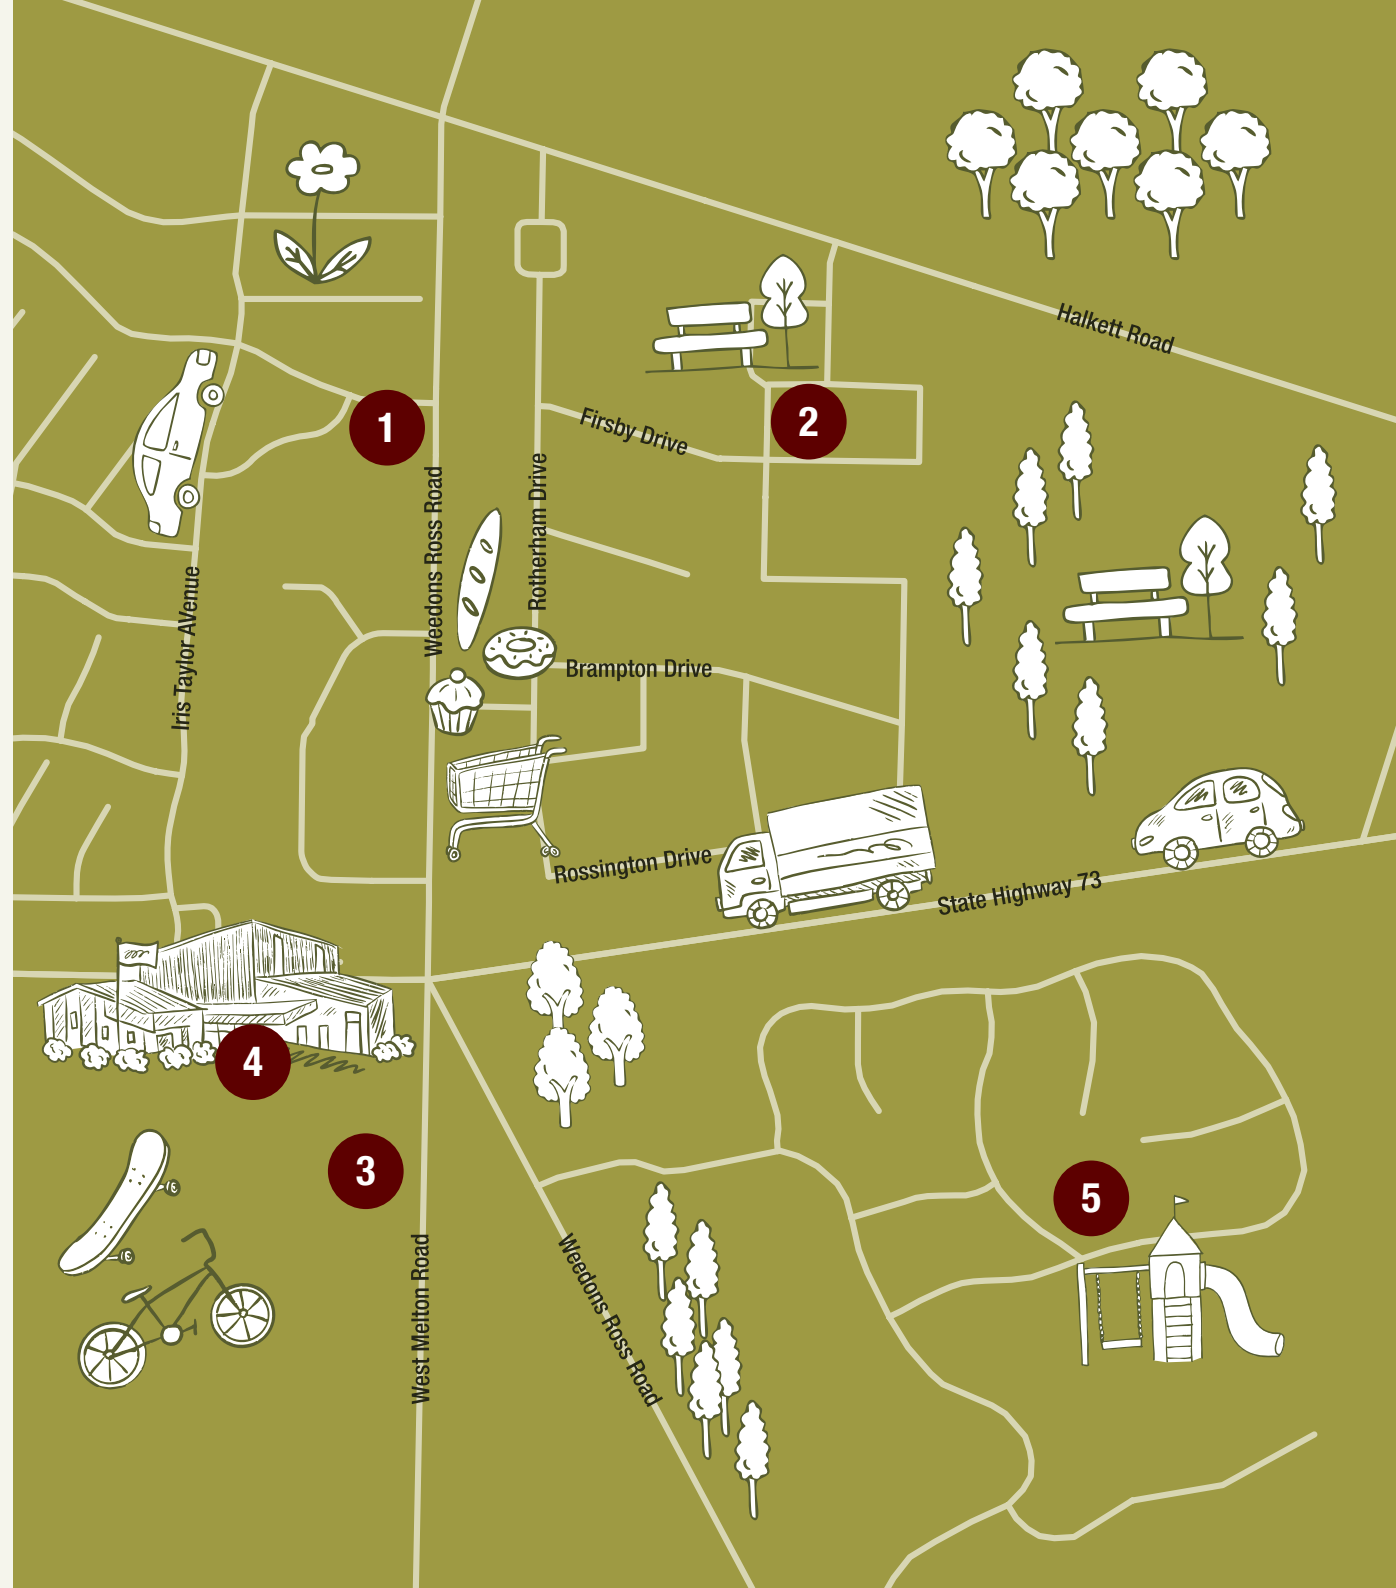 Halkett Road
1
2
Firsby Drive
Weedons Ross Road
Rotherham Drive
Iris Taylor AVenue
Brampton Drive
Rossington Drive
State Highway 73
4
3
5
West Melton Road
Weedons Ross Road